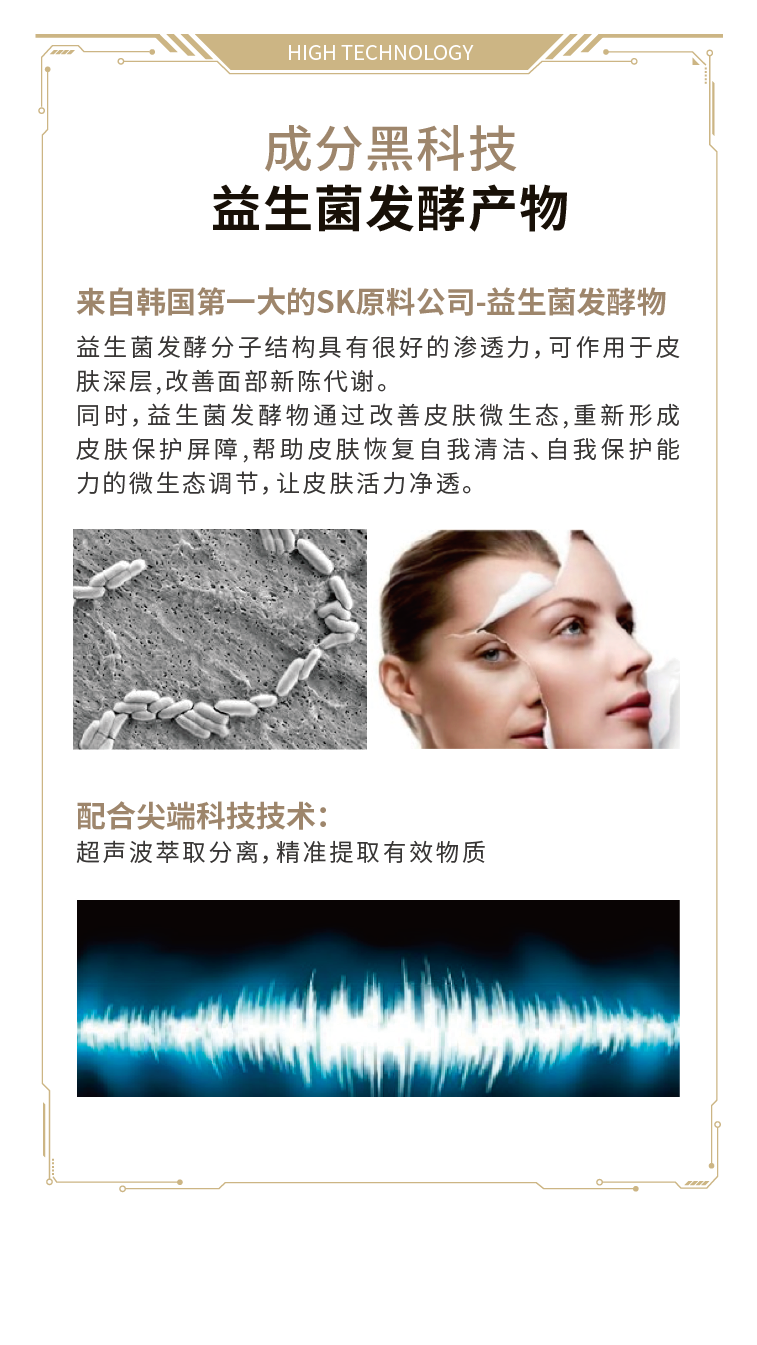 HIGH TECHNOLOGY
成分黑科技
益生菌发酵产物
来自韩国第一大的SK原料公司-益生菌发酵物
益生菌发酵分子结构具有很好的渗透力，可作用于皮
肤深层,改善面部新陈代谢。
同时，益生菌发酵物通过改善皮肤微生态,重新形成
皮肤保护屏障,帮助皮肤恢复自我清洁、自我保护能
力的微生态调节，让皮肤活力净透。
配合尖端科技技术：
超声波萃取分离，精准提取有效物质